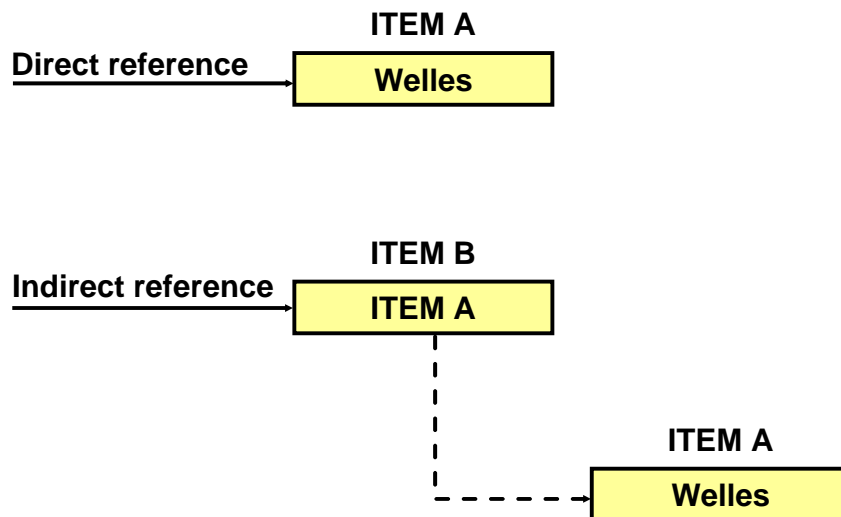 ITEM A
Direct reference
Welles
ITEM B
Indirect reference
ITEM A
ITEM A
Welles